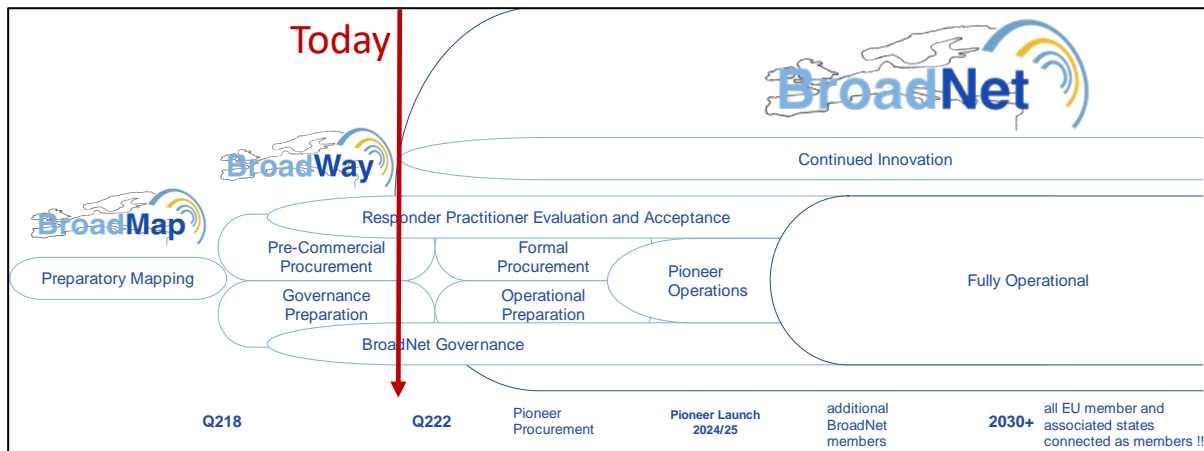 Today
BroadNet
BroadWay
Continued Innovation
BroadMap
Responder Practitioner Evaluation and Acceptance
Pre-Commercial
Procurement
Formal
Procurement
Preparatory Mapping
Pioneer
Operations
Fully Operational
Governance
Preparation
Operational
Preparation
BroadNet Governance
Q218
Q222
Pioneer
Procurement
Pioneer Launch
2024/25
additional
BroadNet
members
2030+
all EU member and
associated states
connected as members !!